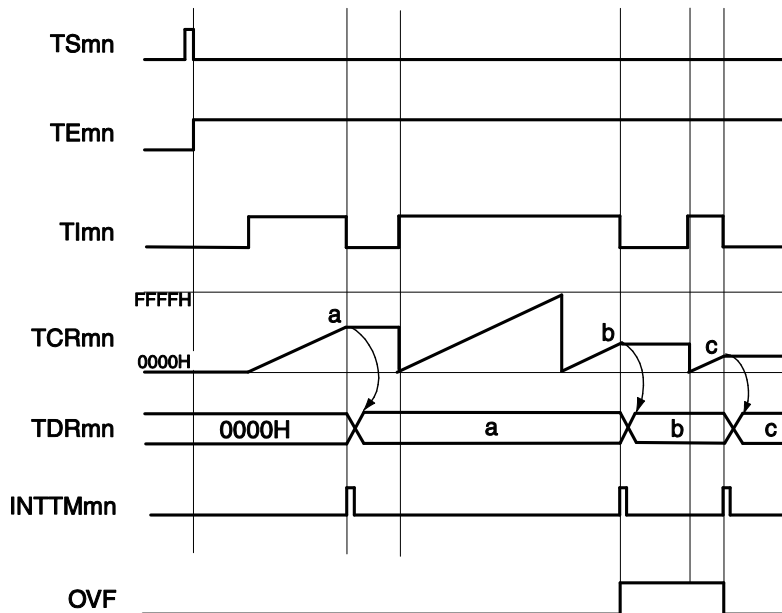 TSmn
TEmn
TImn
FFFFH
TCRmn
0000H
a
b
c
TDRmn
0000H
a
b
c
INTTMmn
OVF